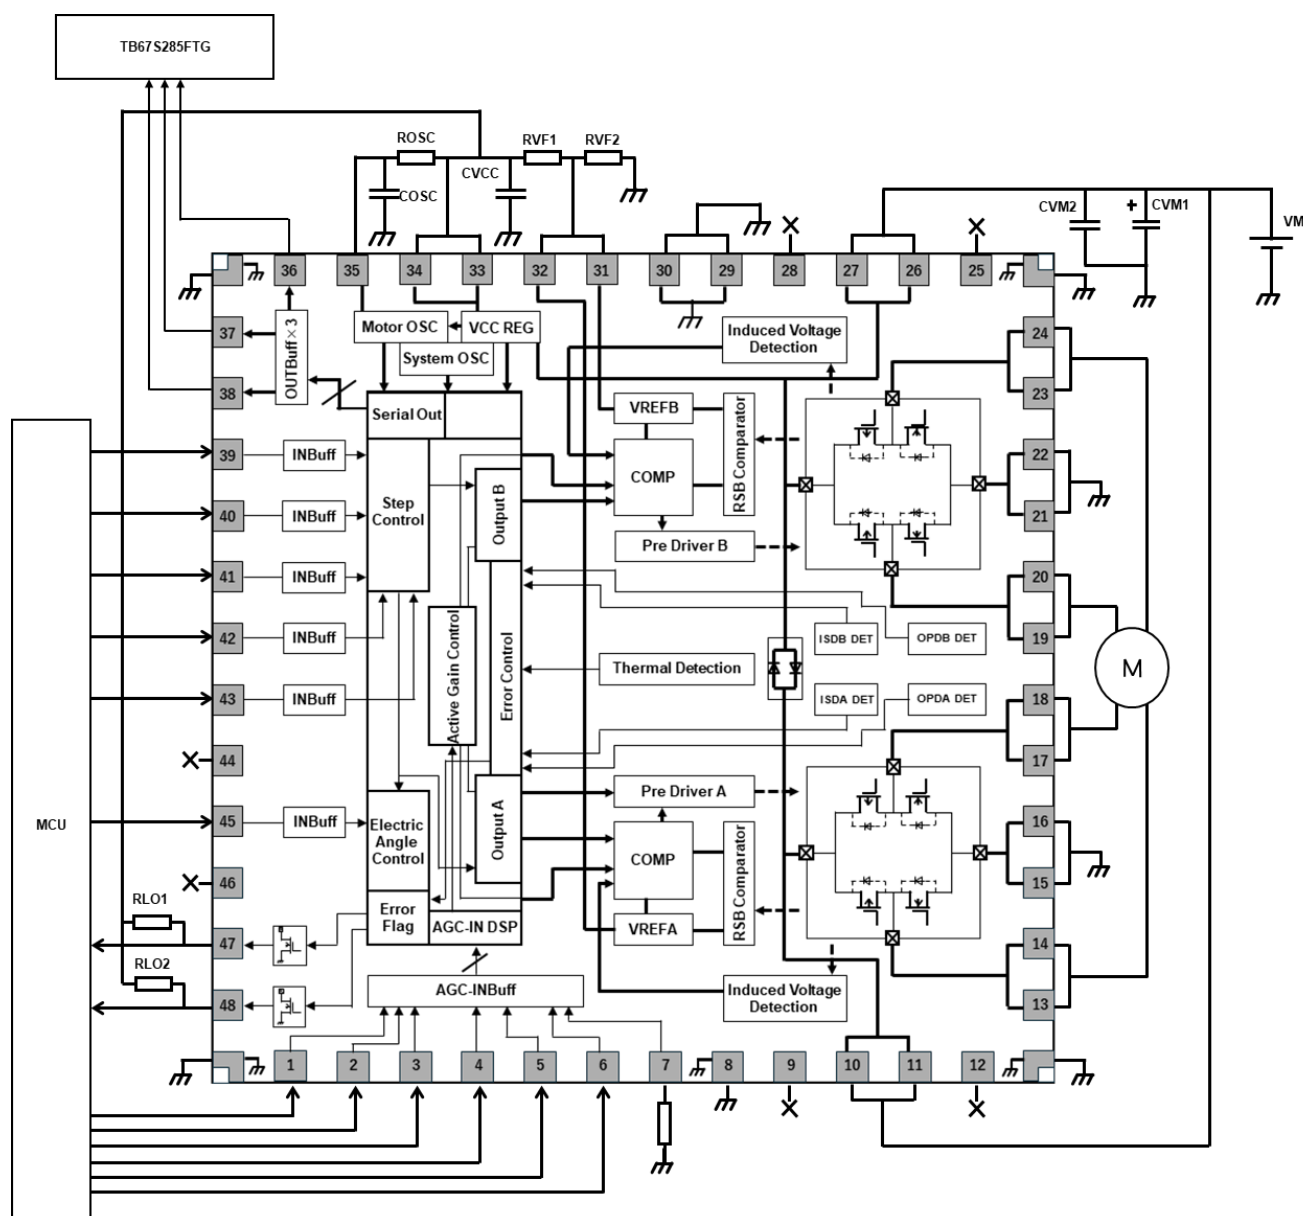 TB67S285FTG
ROSC
RVF1
RVF2
CVCC
COSC
CVM2
+
CVM1
VM
36
35
34
33
32
31
30
29
28
27
26
25
37
38
OUTBuff × 3
Motor OSC
VCC REG
System OSC
Induced Voltage
Detection
24
23
Serial Out
VREFB
RSB Comparator
39
INBuff
Step
Control
Output B
COMP
22
40
INBuff
21
Pre Driver B
41
INBuff
20
42
INBuff
Active Gain Control
Error Control
ISDB DET
OPDB DET
19
M
Thermal Detection
43
INBuff
ISDA DET
OPDA DET
18
44
17
Pre Driver A
MCU
45
INBuff
Electric
Angle
Control
Output A
COMP
RSB Comparator
16
46
15
RLO1
Error
Flag
AGC-IN DSP
VREFA
47
14
RLO2
AGC-INBuff
Induced Voltage
Detection
48
13
1
2
3
4
5
6
7
8
9
10
11
12